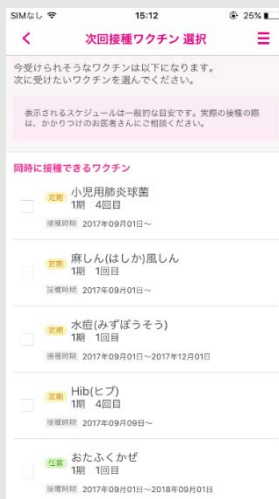 SIMなし 15:12 25%
次回接種ワクチン 選択
今受けられそうなワクチンは以下になります。
次に受けたいワクチンを選んでください。
表示されるスケジュールは一般的な目安です。実際の接種の際
は、かかりつけのお医者さんにご相談ください。
同時に接種できるワクチン
定期 小児用肺炎球菌
1期 4回目
接種時期 2017年09月01日～
定期 麻しん(はしか)風しん
1期 1回目
接種時期 2017年09月01日～
定期 水痘(みずぼうそう)
1期 1回目
接種時期 2017年09月01日～2017年12月01日
定期 Hib(ヒブ)
1期 4回目
接種時期 2017年09月09日～
任意 おたふくかぜ
1期 1回目
接種時期 2017年09月01日～2018年09月01日